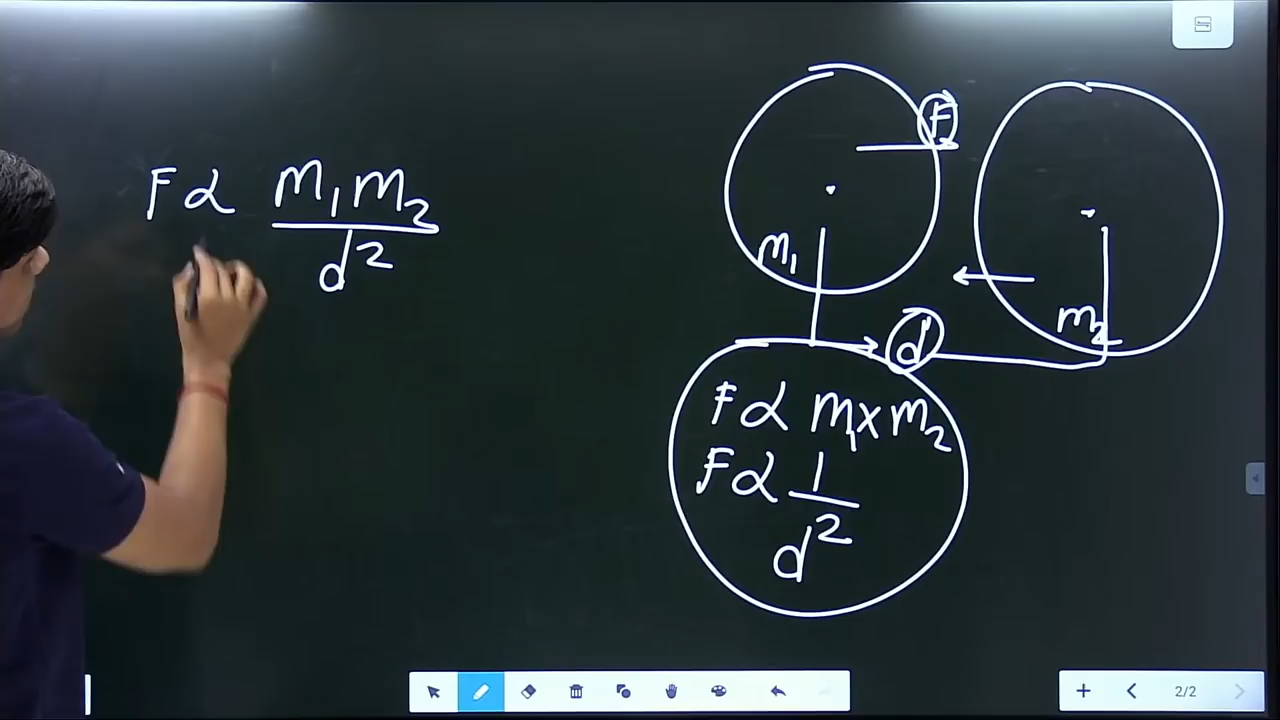 F ∝ m₁m₂
d²
F
m₁
m₂
d
F ∝ m₁ x m₂
F ∝ 1
d²
2/2